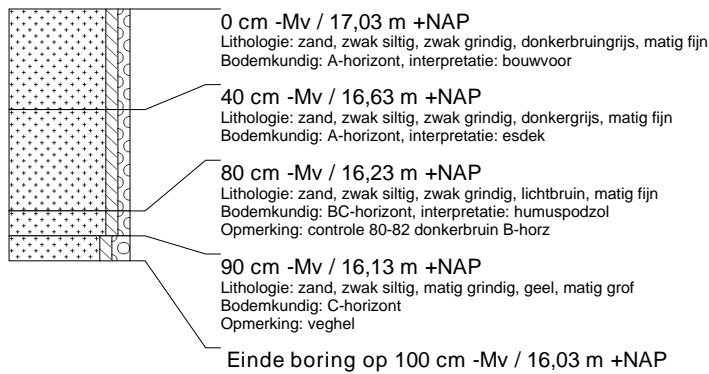 0 cm -Mv / 17,03 m +NAP
Lithologie: zand, zwak siltig, zwak grindig, donkerbruingrijs, matig fijn
Bodemkundig: A-horizont, interpretatie: bouwvoor
40 cm -Mv / 16,63 m +NAP
Lithologie: zand, zwak siltig, zwak grindig, donkergrijs, matig fijn
Bodemkundig: A-horizont, interpretatie: esdek
80 cm -Mv / 16,23 m +NAP
Lithologie: zand, zwak siltig, zwak grindig, lichtbruin, matig fijn
Bodemkundig: BC-horizont, interpretatie: humuspodzol
Opmerking: controle 80-82 donkerbruin B-horz
90 cm -Mv / 16,13 m +NAP
Lithologie: zand, zwak siltig, matig grindig, geel, matig grof
Bodemkundig: C-horizont
Opmerking: veghel
Einde boring op 100 cm -Mv / 16,03 m +NAP